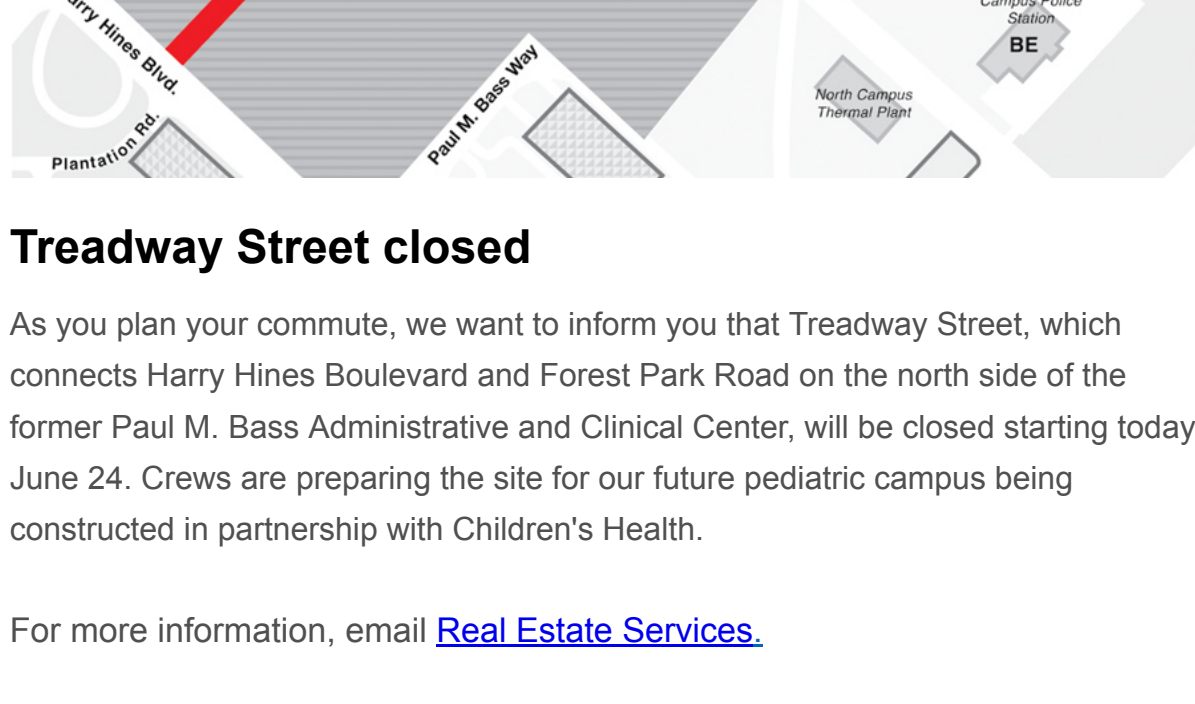 Campus Police
Station
BE
Harry Hines Blvd.
Paul M. Bass Way
North Campus
Thermal Plant
Plantation Rd.
Treadway Street closed
As you plan your commute, we want to inform you that Treadway Street, which
connects Harry Hines Boulevard and Forest Park Road on the north side of the
former Paul M. Bass Administrative and Clinical Center, will be closed starting today
June 24. Crews are preparing the site for our future pediatric campus being
constructed in partnership with Children's Health.
For more information, email Real Estate Services.